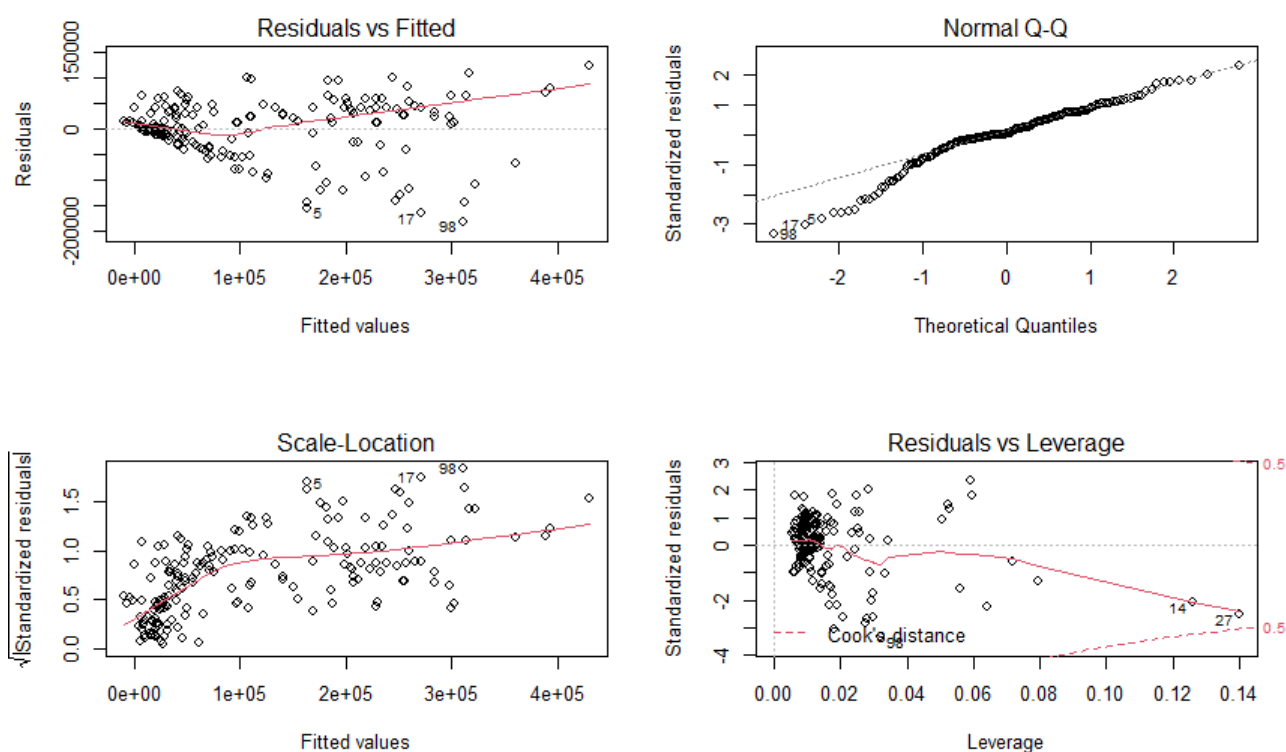 Residuals vs Fitted
Residuals
-200000 0 150000
5
17
98
0e+00 1e+05 2e+05 3e+05 4e+05
Fitted values
Normal Q-Q
Standardized residuals
-3 -1 1 2
98
17
5
-2 -1 0 1 2
Theoretical Quantiles
Scale-Location
√|Standardized residuals|
0.0 0.5 1.0 1.5
5
17
98
0e+00 1e+05 2e+05 3e+05 4e+05
Fitted values
Residuals vs Leverage
Standardized residuals
-4 -2 0 1 2 3
0.5
14
27
98
0.5
Cook's distance
0.00 0.02 0.04 0.06 0.08 0.10 0.12 0.14
Leverage